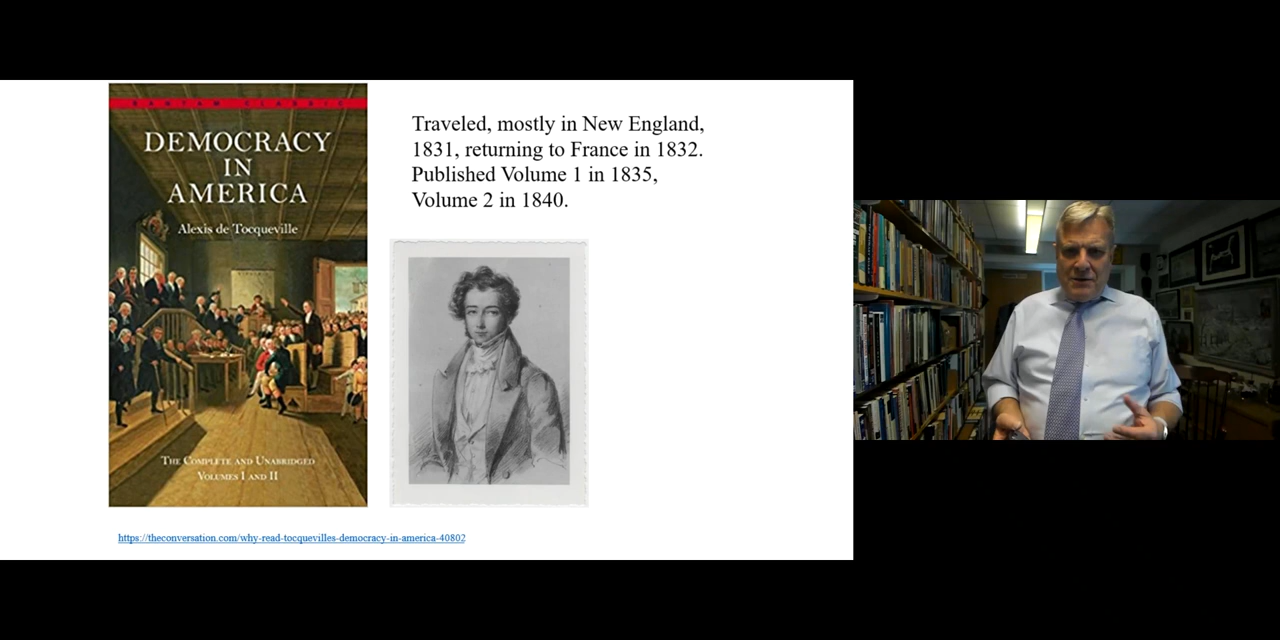 BANTAM CLASSIC
DEMOCRACY
IN
AMERICA
Alexis de Tocqueville
THE COMPLETE AND UNABRIDGED
VOLUMES I AND II
Traveled, mostly in New England,
1831, returning to France in 1832.
Published Volume 1 in 1835,
Volume 2 in 1840.
https://theconversation.com/why-read-tocquevilles-democracy-in-america-40802